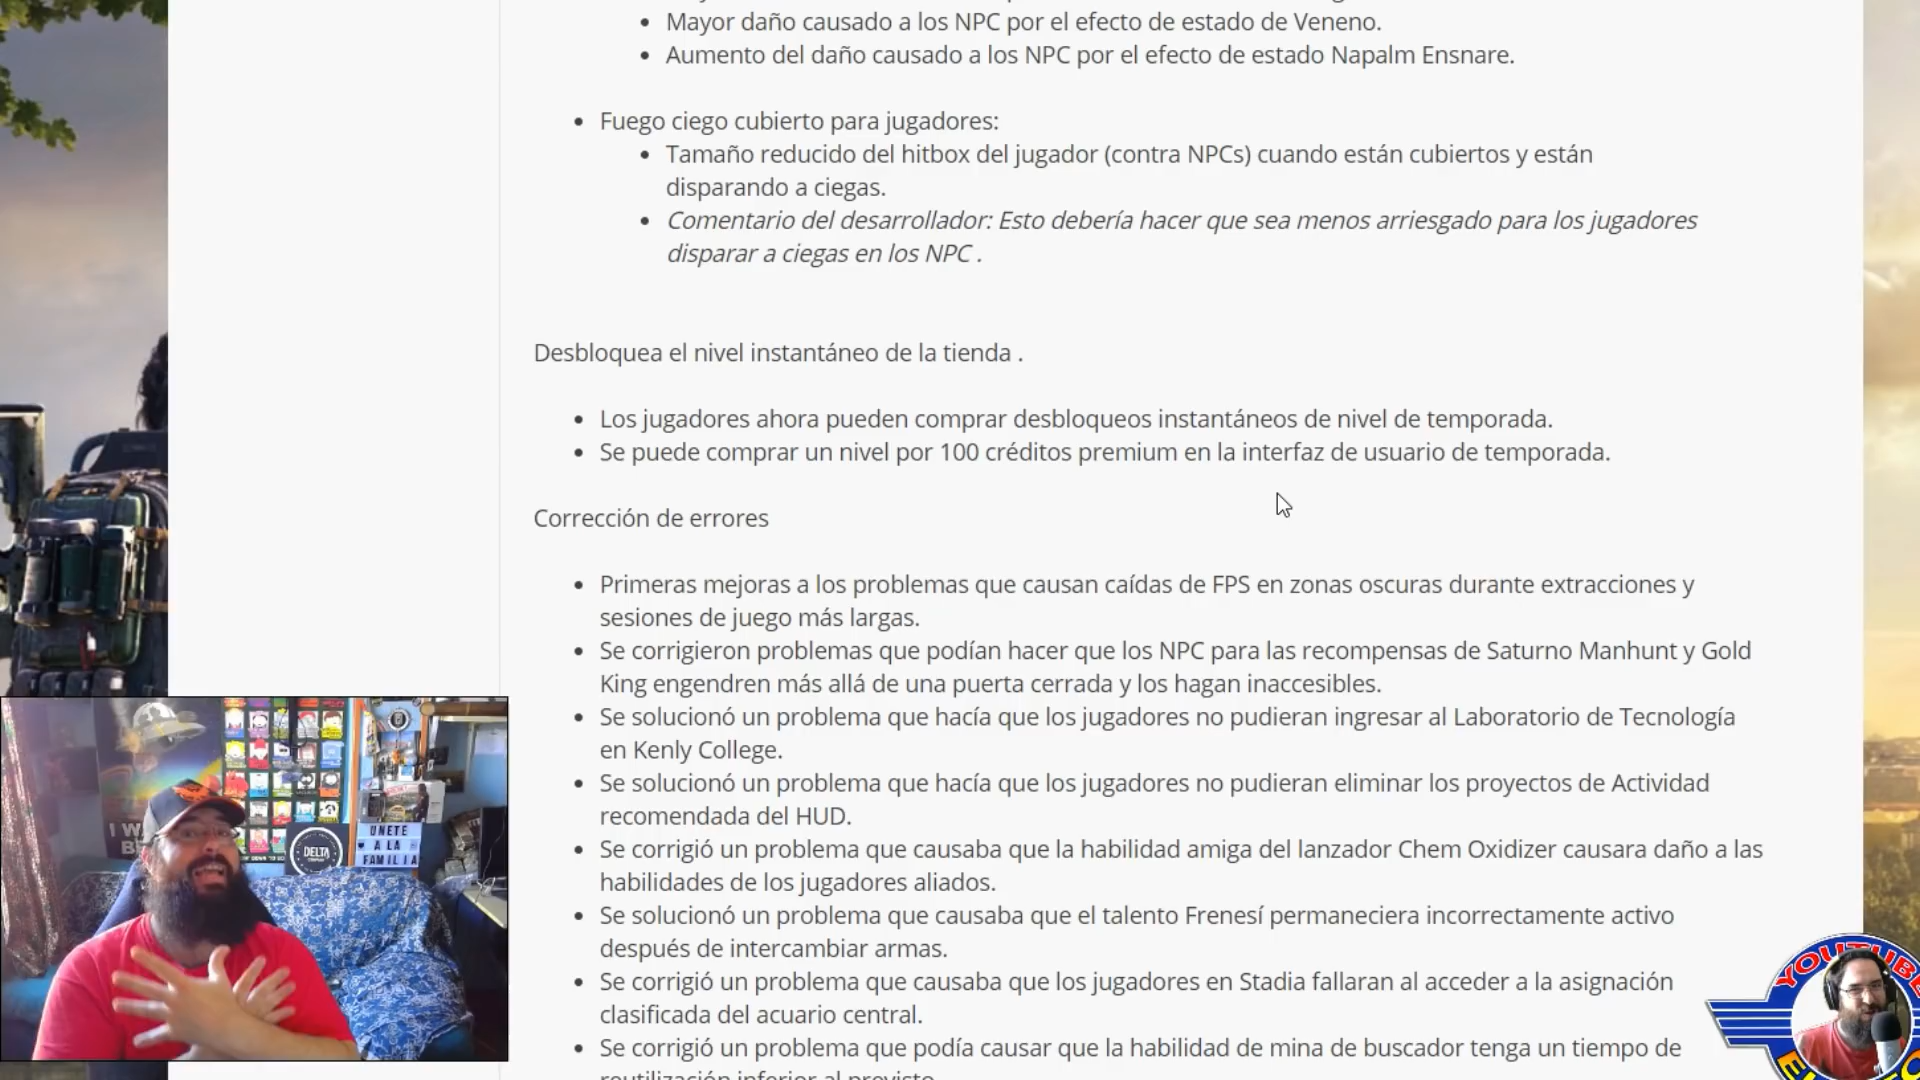 Mayor daño causado a los NPC por el efecto de estado de Veneno.
Aumento del daño causado a los NPC por el efecto de estado Napalm Ensnare.
Fuego ciego cubierto para jugadores:
Tamaño reducido del hitbox del jugador (contra NPCs) cuando están cubiertos y están
disparando a ciegas.
Comentario del desarrollador: Esto debería hacer que sea menos arriesgado para los jugadores
disparar a ciegas en los NPC .
Desbloquea el nivel instantáneo de la tienda .
Los jugadores ahora pueden comprar desbloqueos instantáneos de nivel de temporada.
Se puede comprar un nivel por 100 créditos premium en la interfaz de usuario de temporada.
Corrección de errores
Primeras mejoras a los problemas que causan caídas de FPS en zonas oscuras durante extracciones y
sesiones de juego más largas.
Se corrigieron problemas que podían hacer que los NPC para las recompensas de Saturno Manhunt y Gold
King engendren más allá de una puerta cerrada y los hagan inaccesibles.
Se solucionó un problema que hacía que los jugadores no pudieran ingresar al Laboratorio de Tecnología
en Kenly College.
Se solucionó un problema que hacía que los jugadores no pudieran eliminar los proyectos de Actividad
recomendada del HUD.
Se corrigió un problema que causaba que la habilidad amiga del lanzador Chem Oxidizer causara daño a las
habilidades de los jugadores aliados.
Se solucionó un problema que causaba que el talento Frenesí permaneciera incorrectamente activo
después de intercambiar armas.
Se corrigió un problema que causaba que los jugadores en Stadia fallaran al acceder a la asignación
clasificada del acuario central.
Se corrigió un problema que podía causar que la habilidad de mina de buscador tenga un tiempo de
reutilización inferior al previsto.
I WA
DELTA
UNETE
A LA
FAMILIA
YOUTUBE